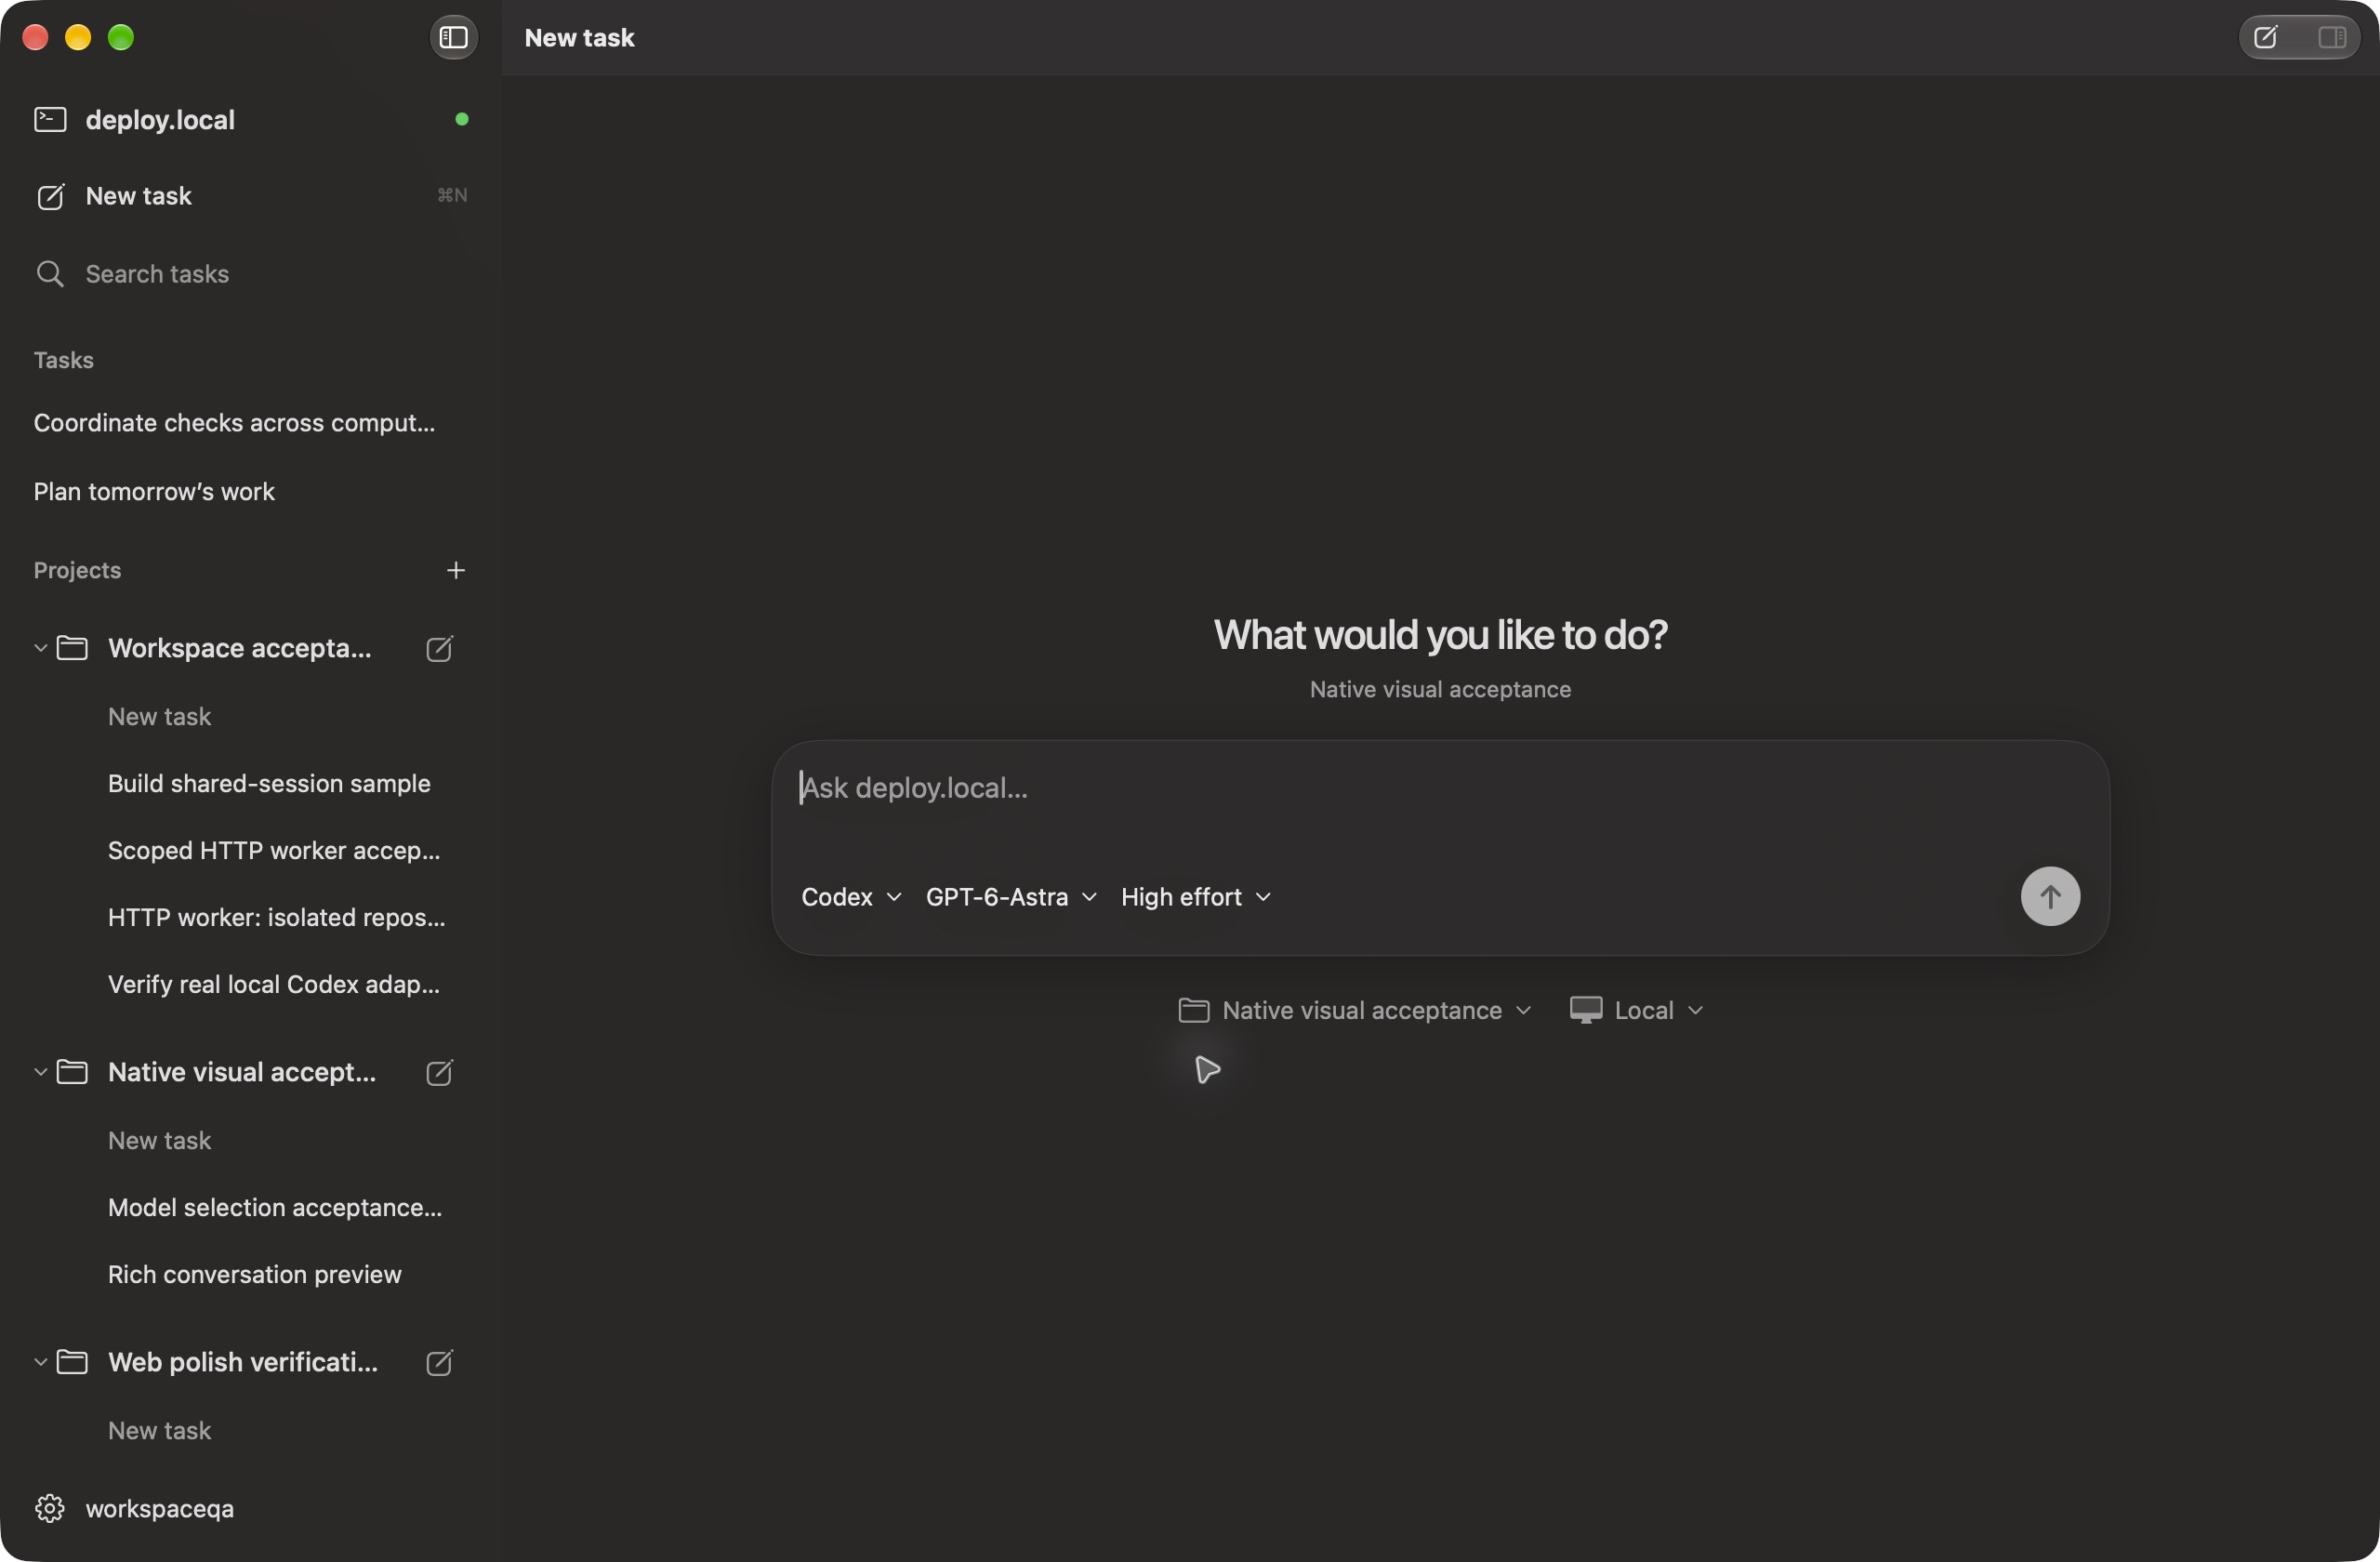 New task
deploy.local
New task ⌘N
Search tasks
Tasks
Coordinate checks across comput...
Plan tomorrow’s work
Projects
Workspace accepta...
New task
Build shared-session sample
Scoped HTTP worker accep...
HTTP worker: isolated repos...
Verify real local Codex adap...
Native visual accept...
New task
Model selection acceptance...
Rich conversation preview
Web polish verificati...
New task
workspaceqa
What would you like to do?
Native visual acceptance
Ask deploy.local...
Codex GPT-6-Astra High effort
Native visual acceptance Local